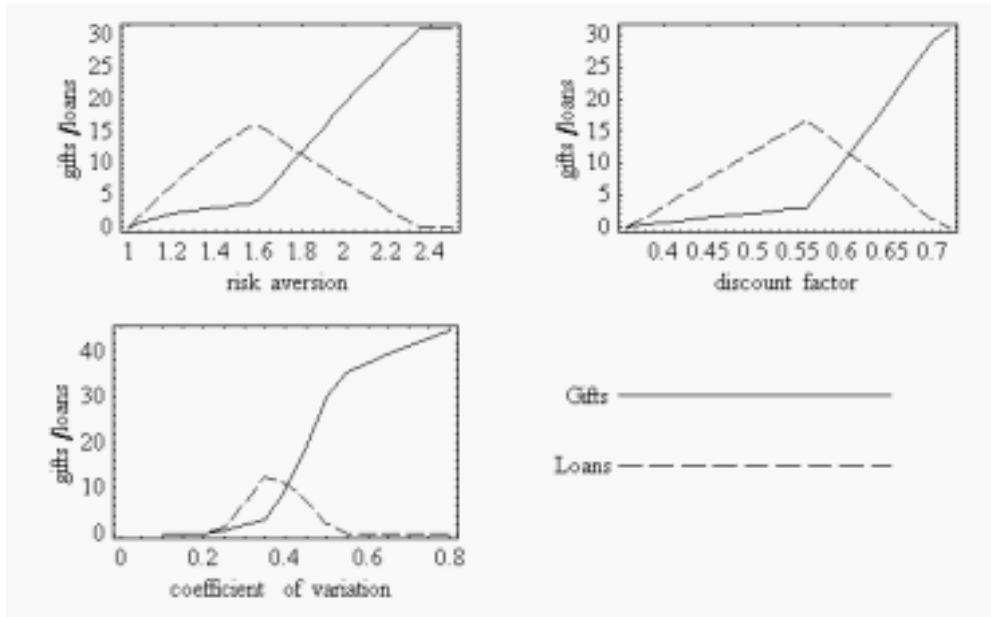 gifts /loans
30
25
20
15
10
5
0
1 1.2 1.4 1.6 1.8 2 2.2 2.4
risk aversion
gifts /loans
30
25
20
15
10
5
0
0.4 0.45 0.5 0.55 0.6 0.65 0.7
discount factor
gifts /loans
40
30
20
10
0
0 0.2 0.4 0.6 0.8
coefficient of variation
Gifts
Loans